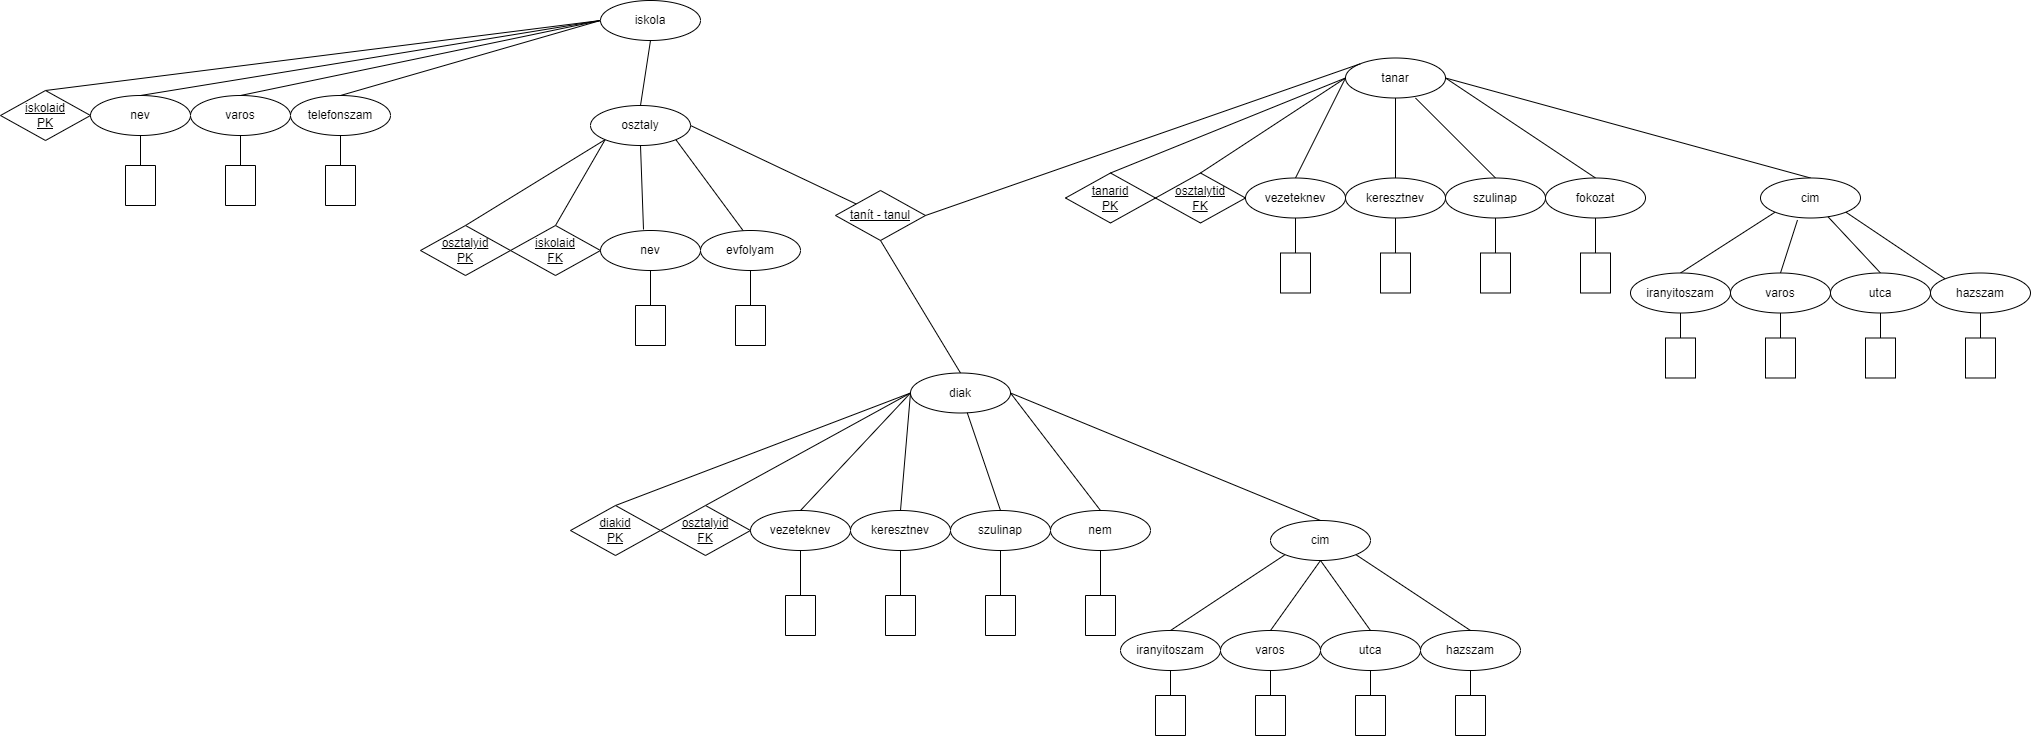 iskola
iskolaid
PK
nev
varos
telefonszam
osztaly
osztalyid
PK
iskolaid
FK
nev
evfolyam
tanít - tanul
tanar
tanarid
PK
osztalytid
FK
vezeteknev
keresztnev
szulinap
fokozat
cim
iranyitoszam
varos
utca
hazszam
diak
diakid
PK
osztalyid
FK
vezeteknev
keresztnev
szulinap
nem
cim
iranyitoszam
varos
utca
hazszam